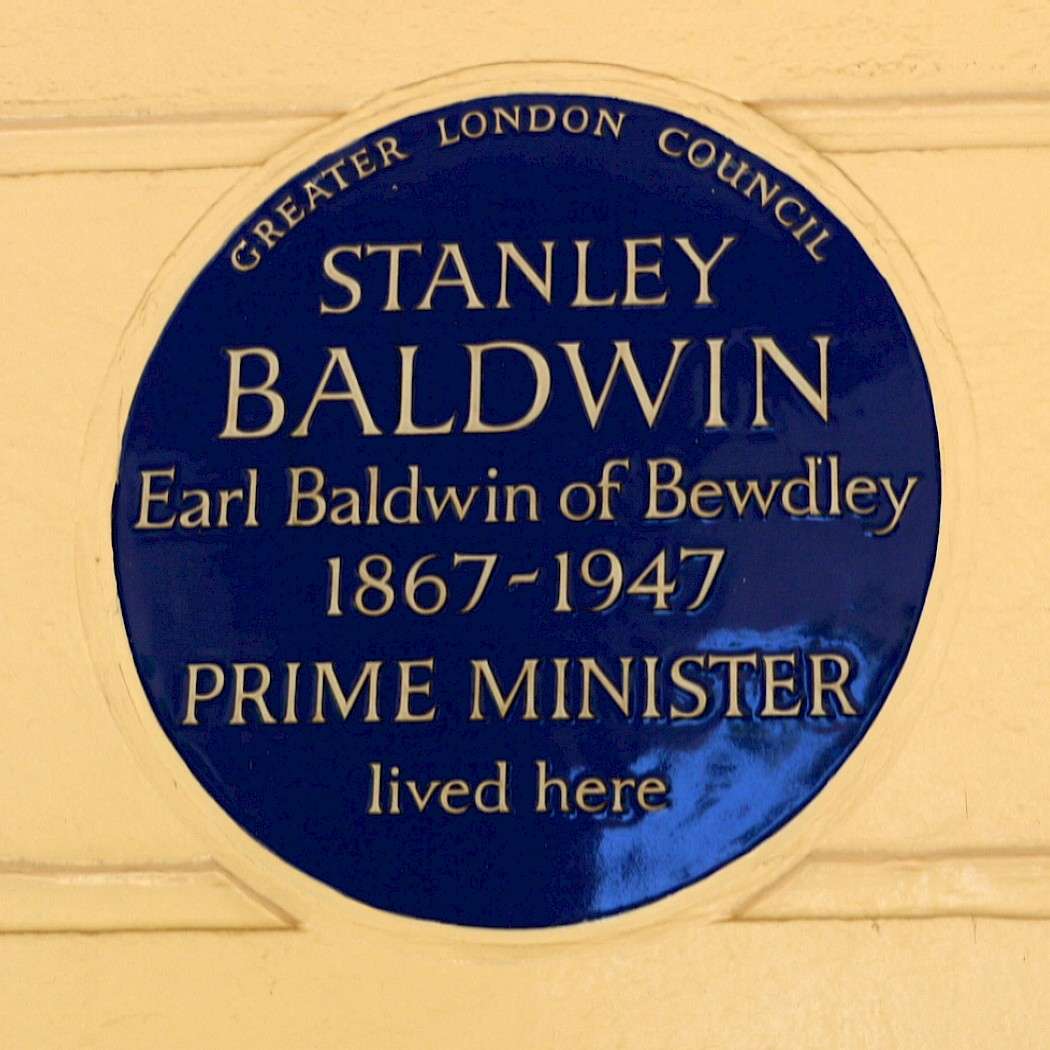 GREATER LONDON COUNCIL
STANLEY
BALDWIN
Earl Baldwin of Bewdley
1867-1947
PRIME MINISTER
lived here